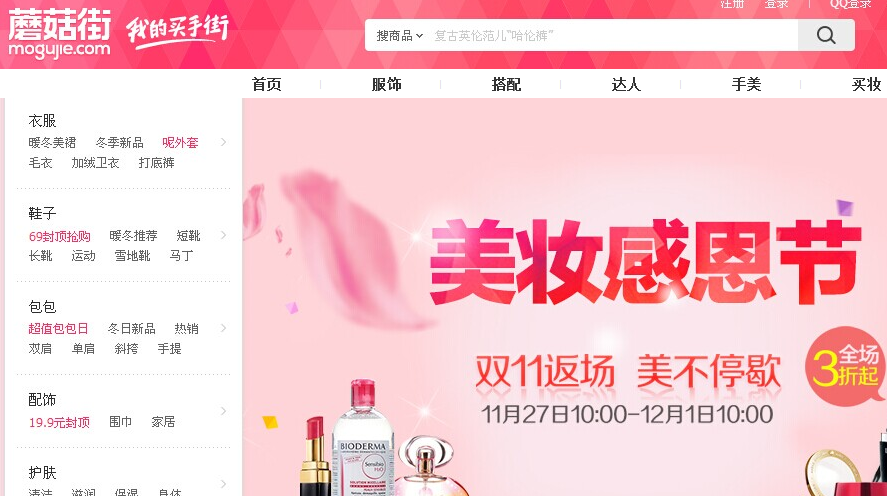 注册 登录 QQ登录
蘑菇街 我的买手街
mogujie.com
搜商品 复古英伦范儿"哈伦裤"
首页 服饰 搭配 达人 手美 买妆
衣服
暖冬美裙 冬季新品 呢外套
毛衣 加绒卫衣 打底裤
鞋子
69封顶抢购 暖冬推荐 短靴
长靴 运动 雪地靴 马丁
包包
超值包包日 冬日新品 热销
双肩 单肩 斜挎 手提
配饰
19.9元封顶 围巾 家居
护肤
清洁 滋润 保湿 身体
美妆感恩节
双11返场 美不停歇
11月27日10:00-12月1日10:00
全场
3折起
BIODERMA
Sensibio
H2O